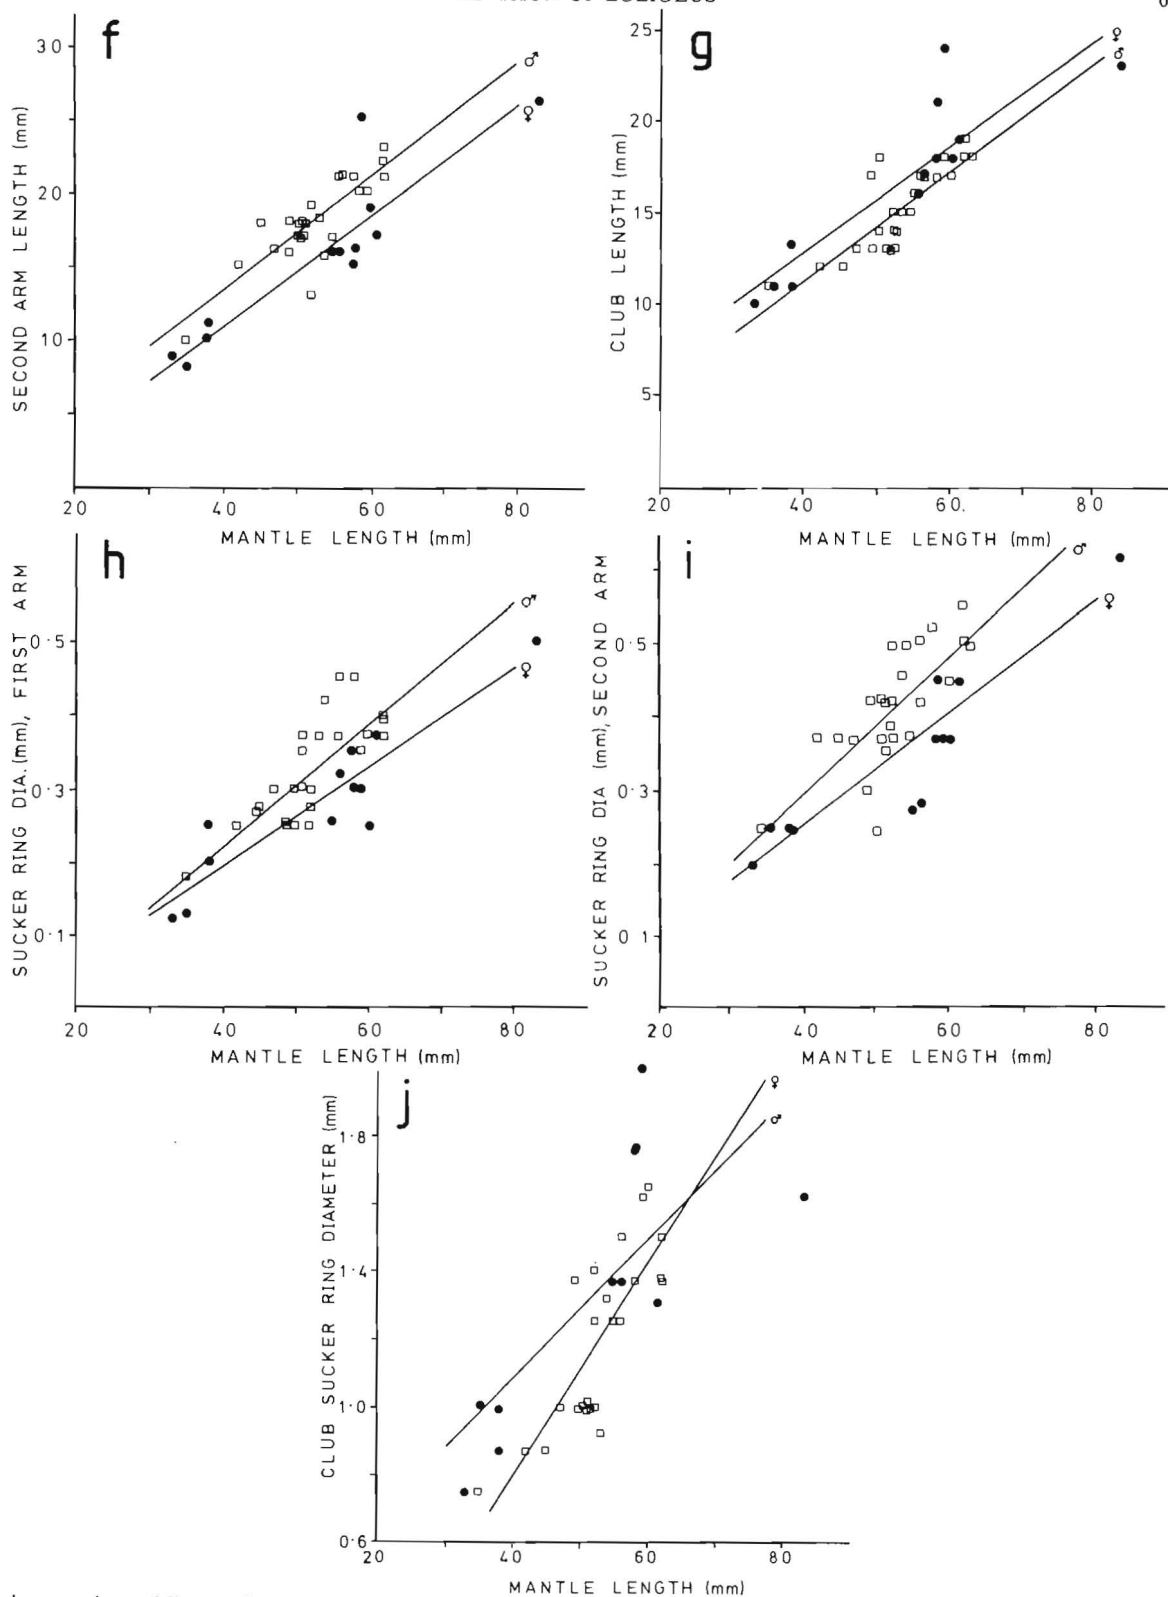 f
30
20
10
SECOND ARM LENGTH (mm)
♂
♀
20 40 60 80
MANTLE LENGTH (mm)
g
25
20
15
10
5
CLUB LENGTH (mm)
♀
♂
20 40 60. 80
MANTLE LENGTH (mm)
h
0·5
0·3
0·1
SUCKER RING DIA.(mm), FIRST ARM
♂
♀
20 40 60 80
MANTLE LENGTH (mm)
i
0·5
0·3
0 1
SUCKER RING DIA (mm), SECOND ARM
♂
♀
20 40 60 80
MANTLE LENGTH (mm)
j
1·8
1·4
1·0
0·6
CLUB SUCKER RING DIAMETER (mm)
♀
♂
20 40 60 80
MANTLE LENGTH (mm)